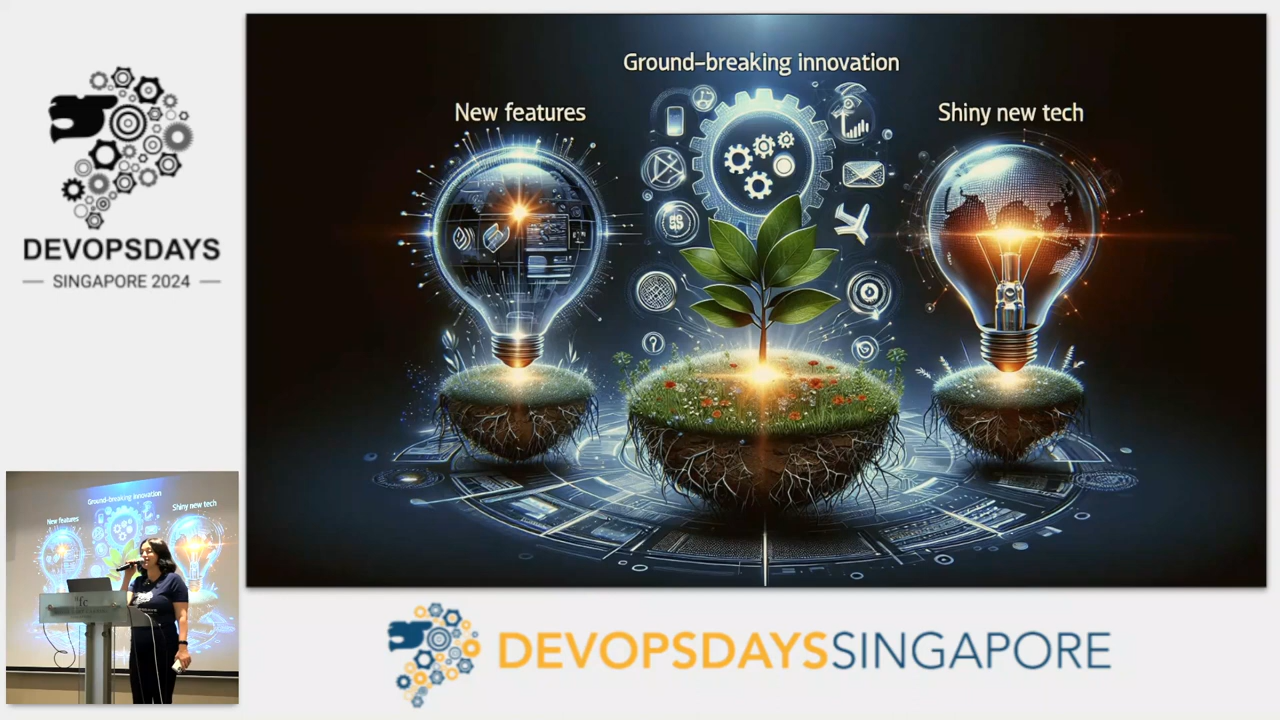 DEVOPSDAYS
SINGAPORE 2024
Ground-breaking innovation
New features
Shiny new tech
Ground-breaking innovation
New features
Shiny new tech
DEVOPSDAYSSINGAPORE